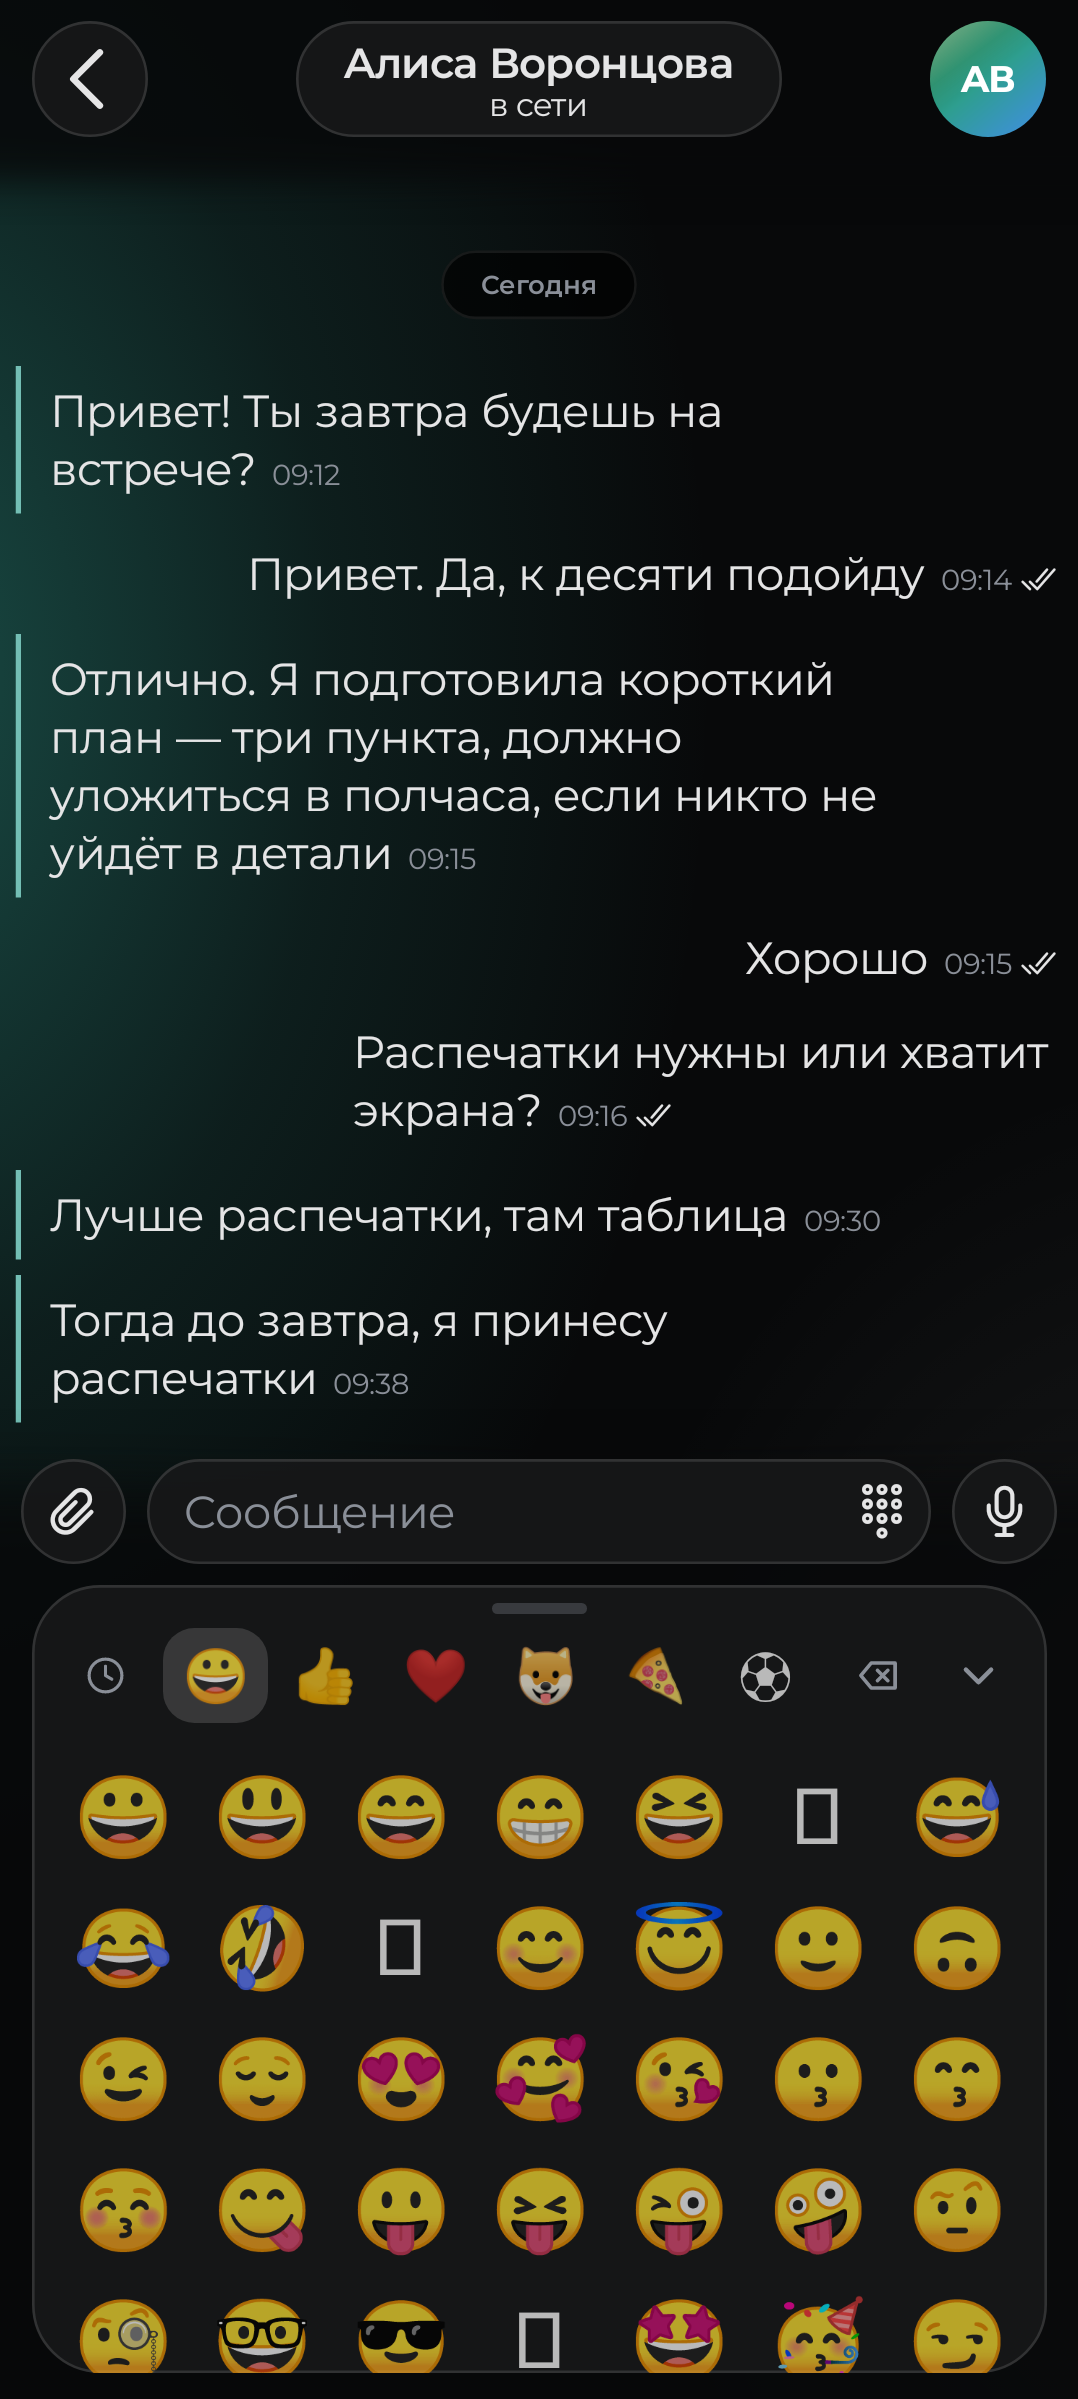 Алиса Воронцова
в сети
АВ
Сегодня
Привет! Ты завтра будешь на
встрече? 09:12
Привет. Да, к десяти подойду 09:14
Отлично. Я подготовила короткий
план — три пункта, должно
уложиться в полчаса, если никто не
уйдёт в детали 09:15
Хорошо 09:15
Распечатки нужны или хватит
экрана? 09:16
Лучше распечатки, там таблица 09:30
Тогда до завтра, я принесу
распечатки 09:38
Сообщение